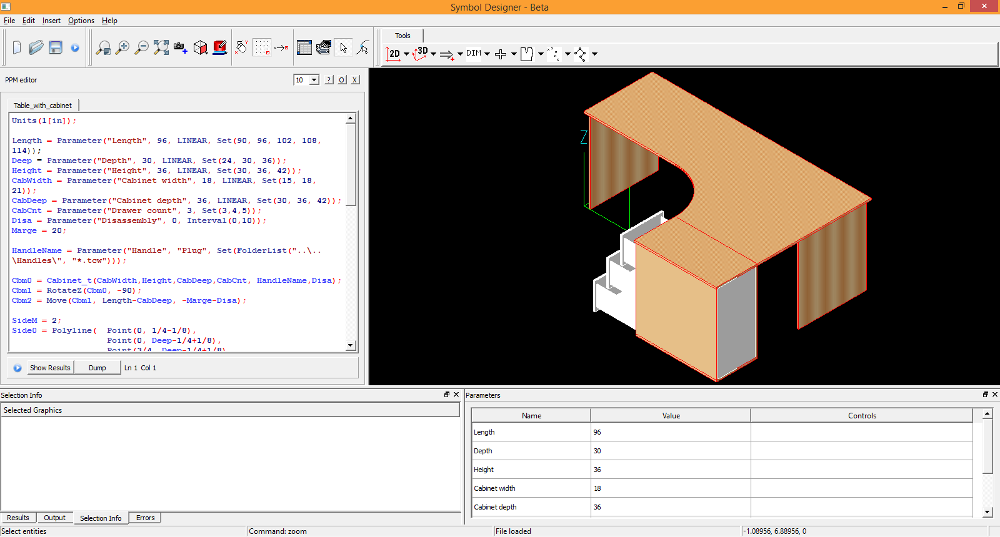 Symbol Designer - Beta
File Edit Insert Options Help
Tools
2D 3D DIM
PPM editor
10 ? O X
Table_with_cabinet
Units(1[in]);
Length = Parameter("Length", 96, LINEAR, Set(90, 96, 102, 108,
114));
Deep = Parameter("Depth", 30, LINEAR, Set(24, 30, 36));
Height = Parameter("Height", 36, LINEAR, Set(30, 36, 42));
CabWidth = Parameter("Cabinet width", 18, LINEAR, Set(15, 18,
21));
CabDeep = Parameter("Cabinet depth", 36, LINEAR, Set(30, 36, 42));
CabCnt = Parameter("Drawer count", 3, Set(3,4,5));
Disa = Parameter("Disassembly", 0, Interval(0,10));
Marge = 20;
HandleName = Parameter("Handle", "Plug", Set(FolderList("..\..
\Handles\", "*.tcw")));
Cbm0 = Cabinet_t(CabWidth,Height,CabDeep,CabCnt, HandleName,Disa);
Cbm1 = RotateZ(Cbm0, -90);
Cbm2 = Move(Cbm1, Length-CabDeep, -Marge-Disa);
SideM = 2;
Side0 = Polyline( Point(0, 1/4-1/8),
Point(0, Deep-1/4+1/8),
Point(3/4, Deep-1/4+1/8)
Show Results Dump Ln 1 Col 1
Z
Selection Info
Selected Graphics
Results Output Selection Info Errors
Parameters
Name Value Controls
Length 96
Depth 30
Height 36
Cabinet width 18
Cabinet depth 36
Select entities Command: zoom File loaded -1.08956, 6.88956, 0